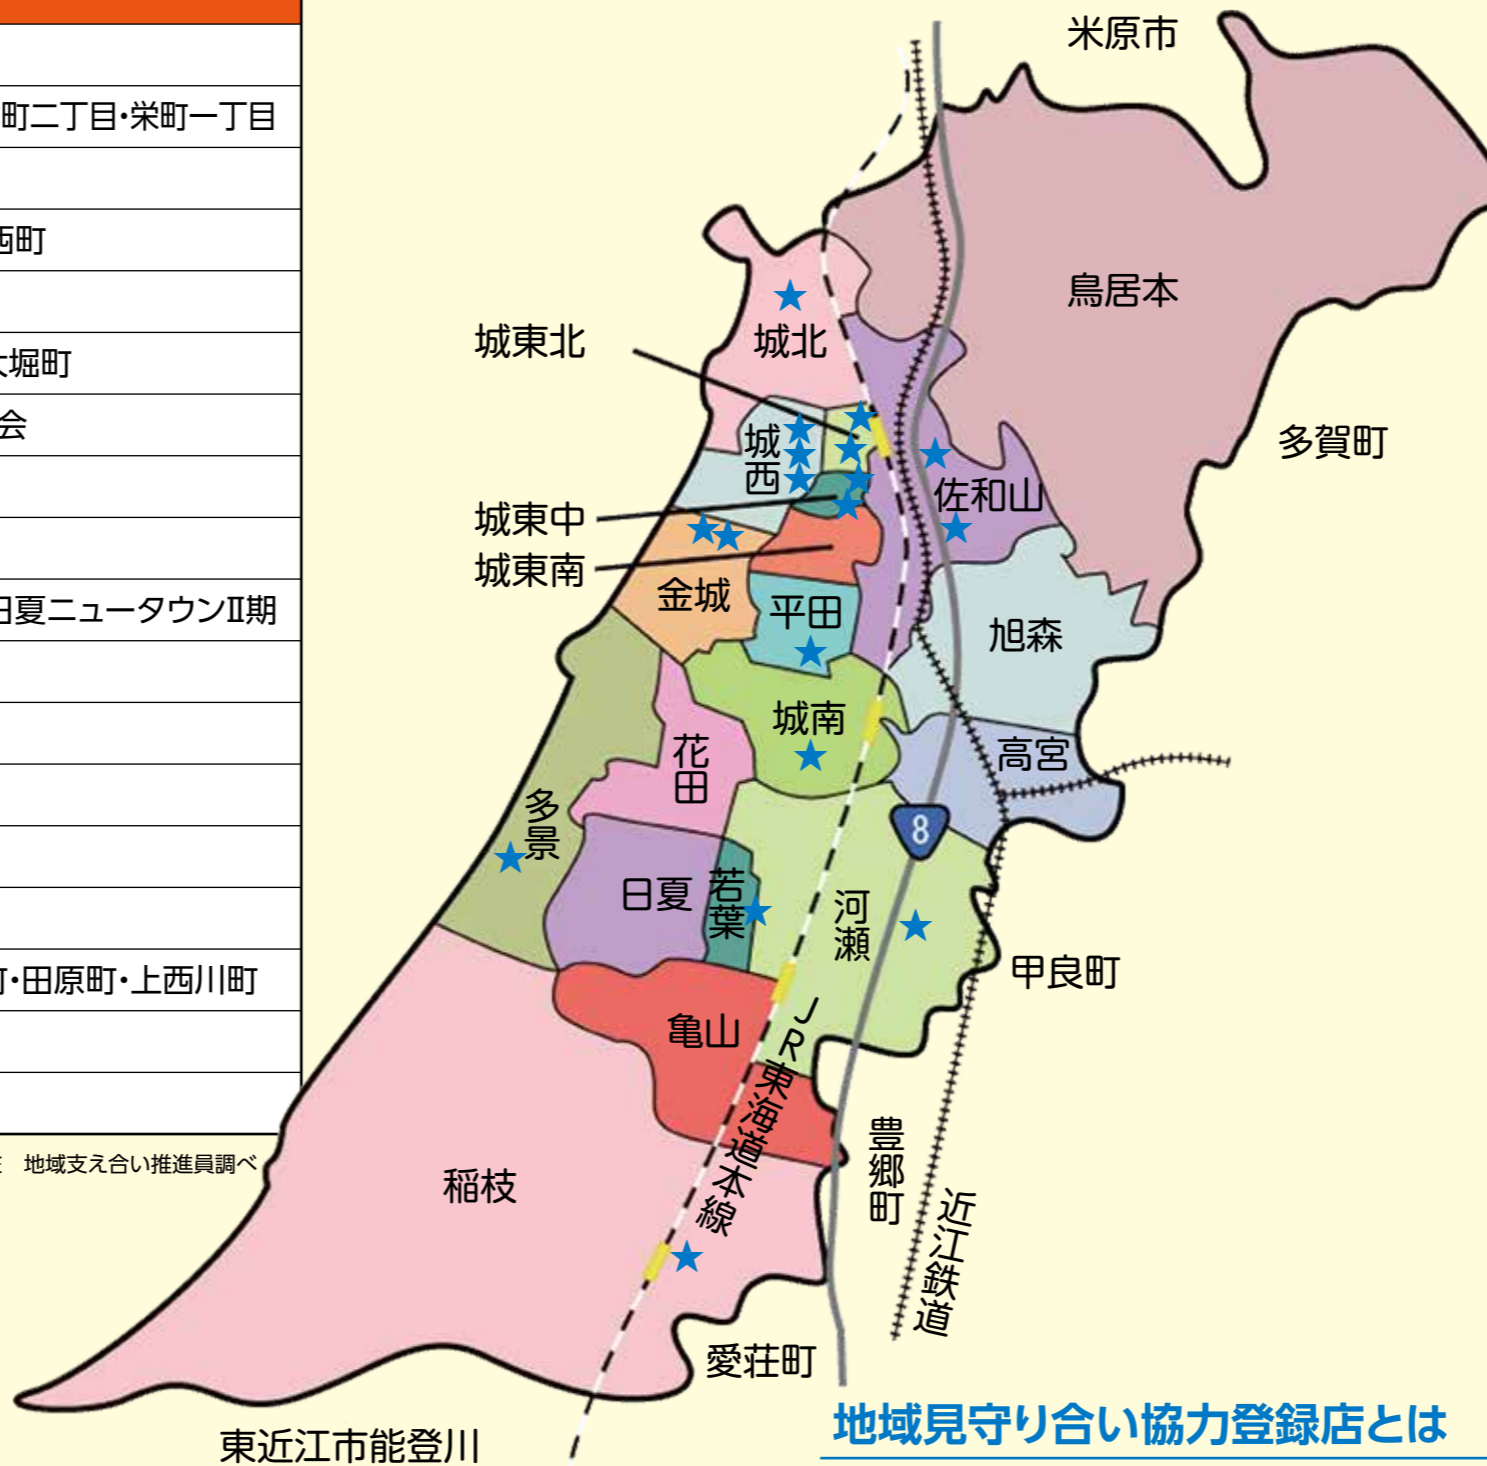 町二丁目・栄町一丁目
西町
大堀町
会
日夏ニュータウンⅡ期
町・田原町・上西川町
地域支え合い推進員調べ
米原市
鳥居本
城東北
城北
多賀町
城西
佐和山
城東中
城東南
金城
平田
旭森
城南
花田
高宮
多景
8
日夏
若葉
河瀬
甲良町
亀山
JR東海道本線
豊郷町
稲枝
近江鉄道
愛荘町
地域見守り合い協力登録店とは
東近江市能登川